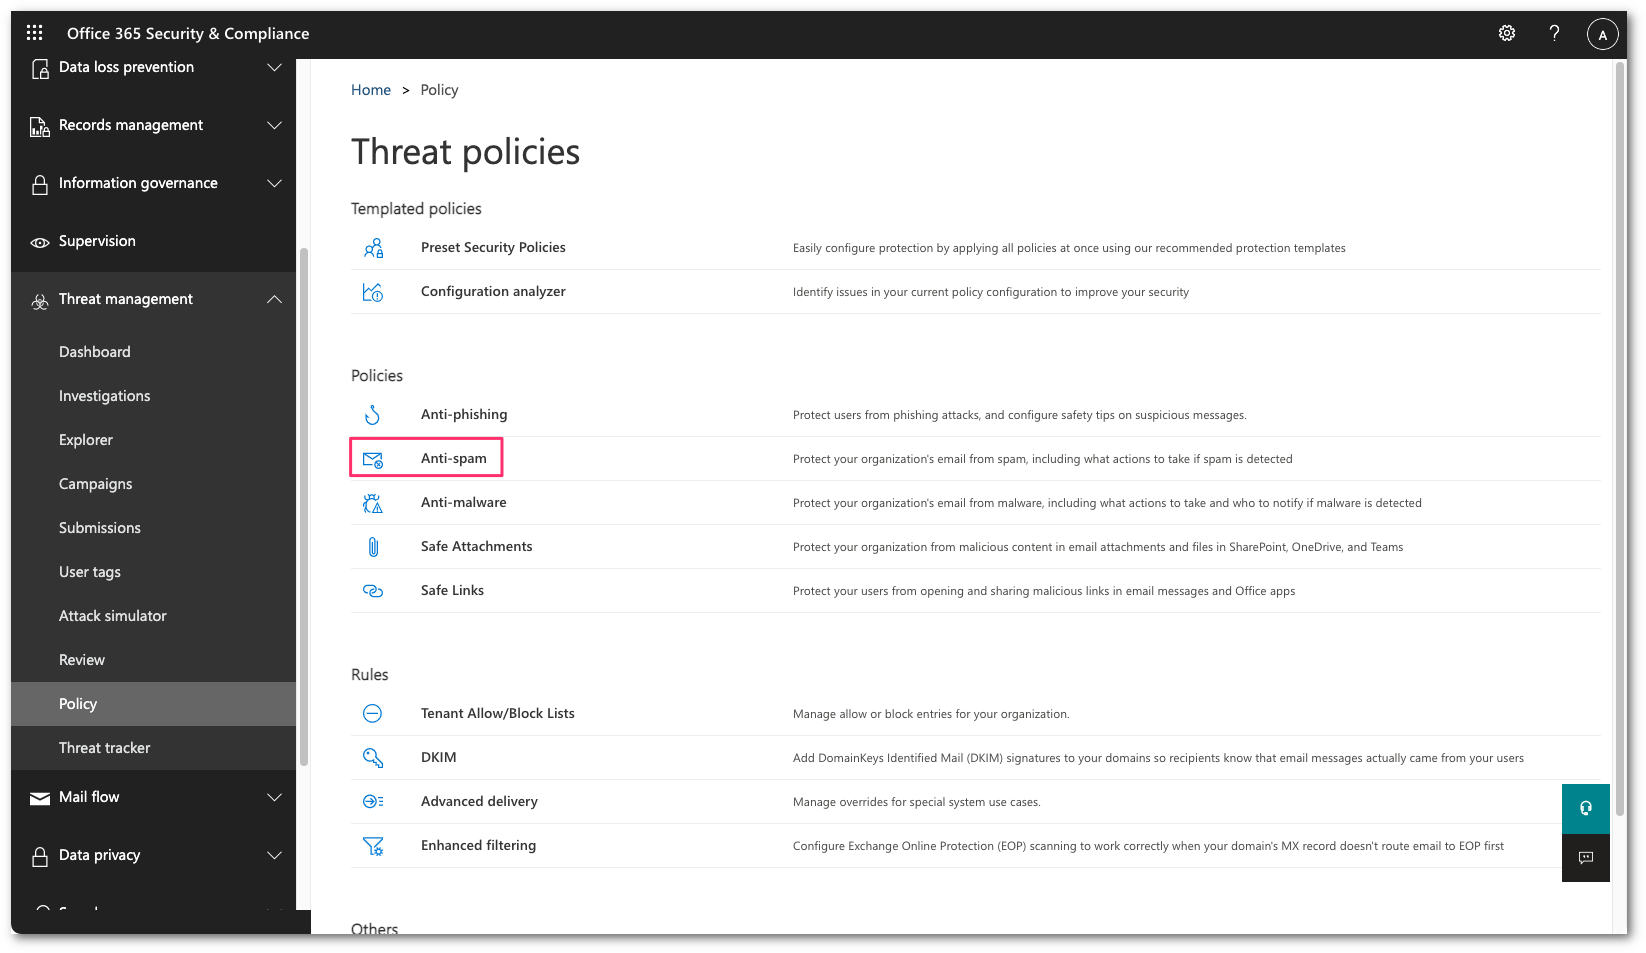 Office 365 Security & Compliance
?
A
Data loss prevention
Records management
Information governance
Supervision
Threat management
Dashboard
Investigations
Explorer
Campaigns
Submissions
User tags
Attack simulator
Review
Policy
Threat tracker
Mail flow
Data privacy
Home > Policy
Threat policies
Templated policies
Preset Security Policies Easily configure protection by applying all policies at once using our recommended protection templates
Configuration analyzer Identify issues in your current policy configuration to improve your security
Policies
Anti-phishing Protect users from phishing attacks, and configure safety tips on suspicious messages.
Anti-spam Protect your organization's email from spam, including what actions to take if spam is detected
Anti-malware Protect your organization's email from malware, including what actions to take and who to notify if malware is detected
Safe Attachments Protect your organization from malicious content in email attachments and files in SharePoint, OneDrive, and Teams
Safe Links Protect your users from opening and sharing malicious links in email messages and Office apps
Rules
Tenant Allow/Block Lists Manage allow or block entries for your organization.
DKIM Add DomainKeys Identified Mail (DKIM) signatures to your domains so recipients know that email messages actually came from your users
Advanced delivery Manage overrides for special system use cases.
Enhanced filtering Configure Exchange Online Protection (EOP) scanning to work correctly when your domain's MX record doesn't route email to EOP first
Others